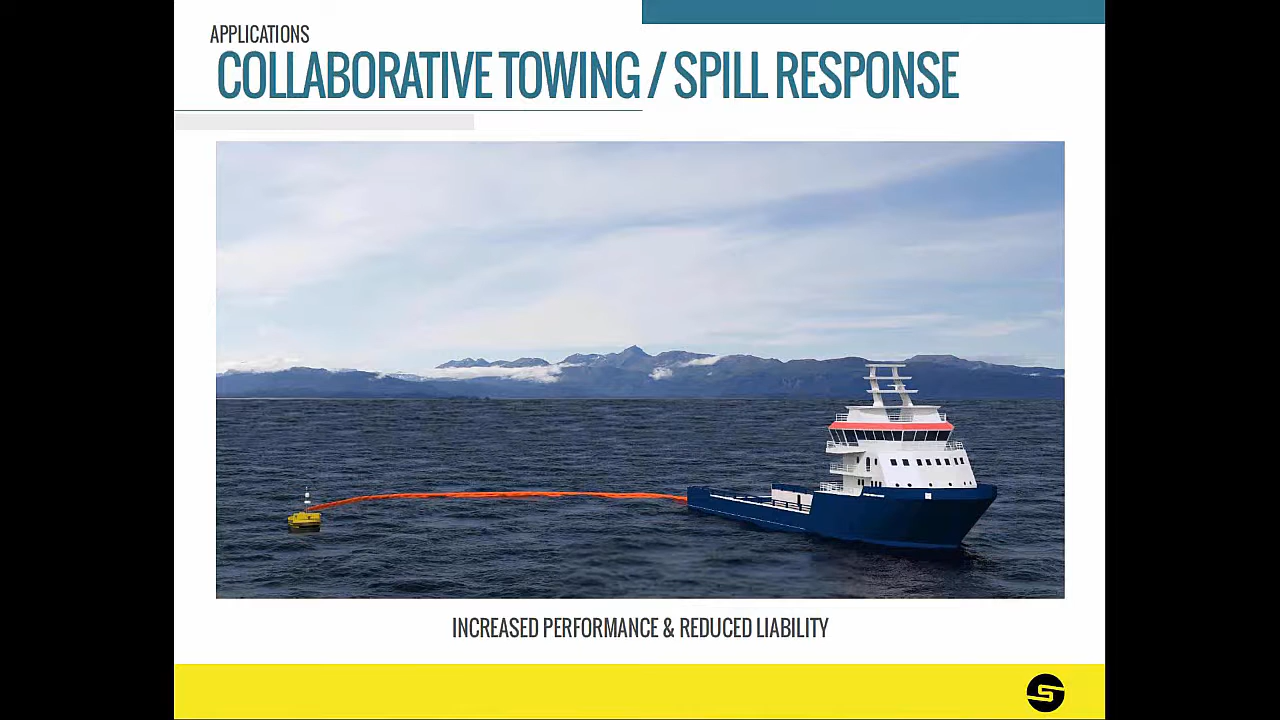 APPLICATIONS
COLLABORATIVE TOWING / SPILL RESPONSE
INCREASED PERFORMANCE & REDUCED LIABILITY